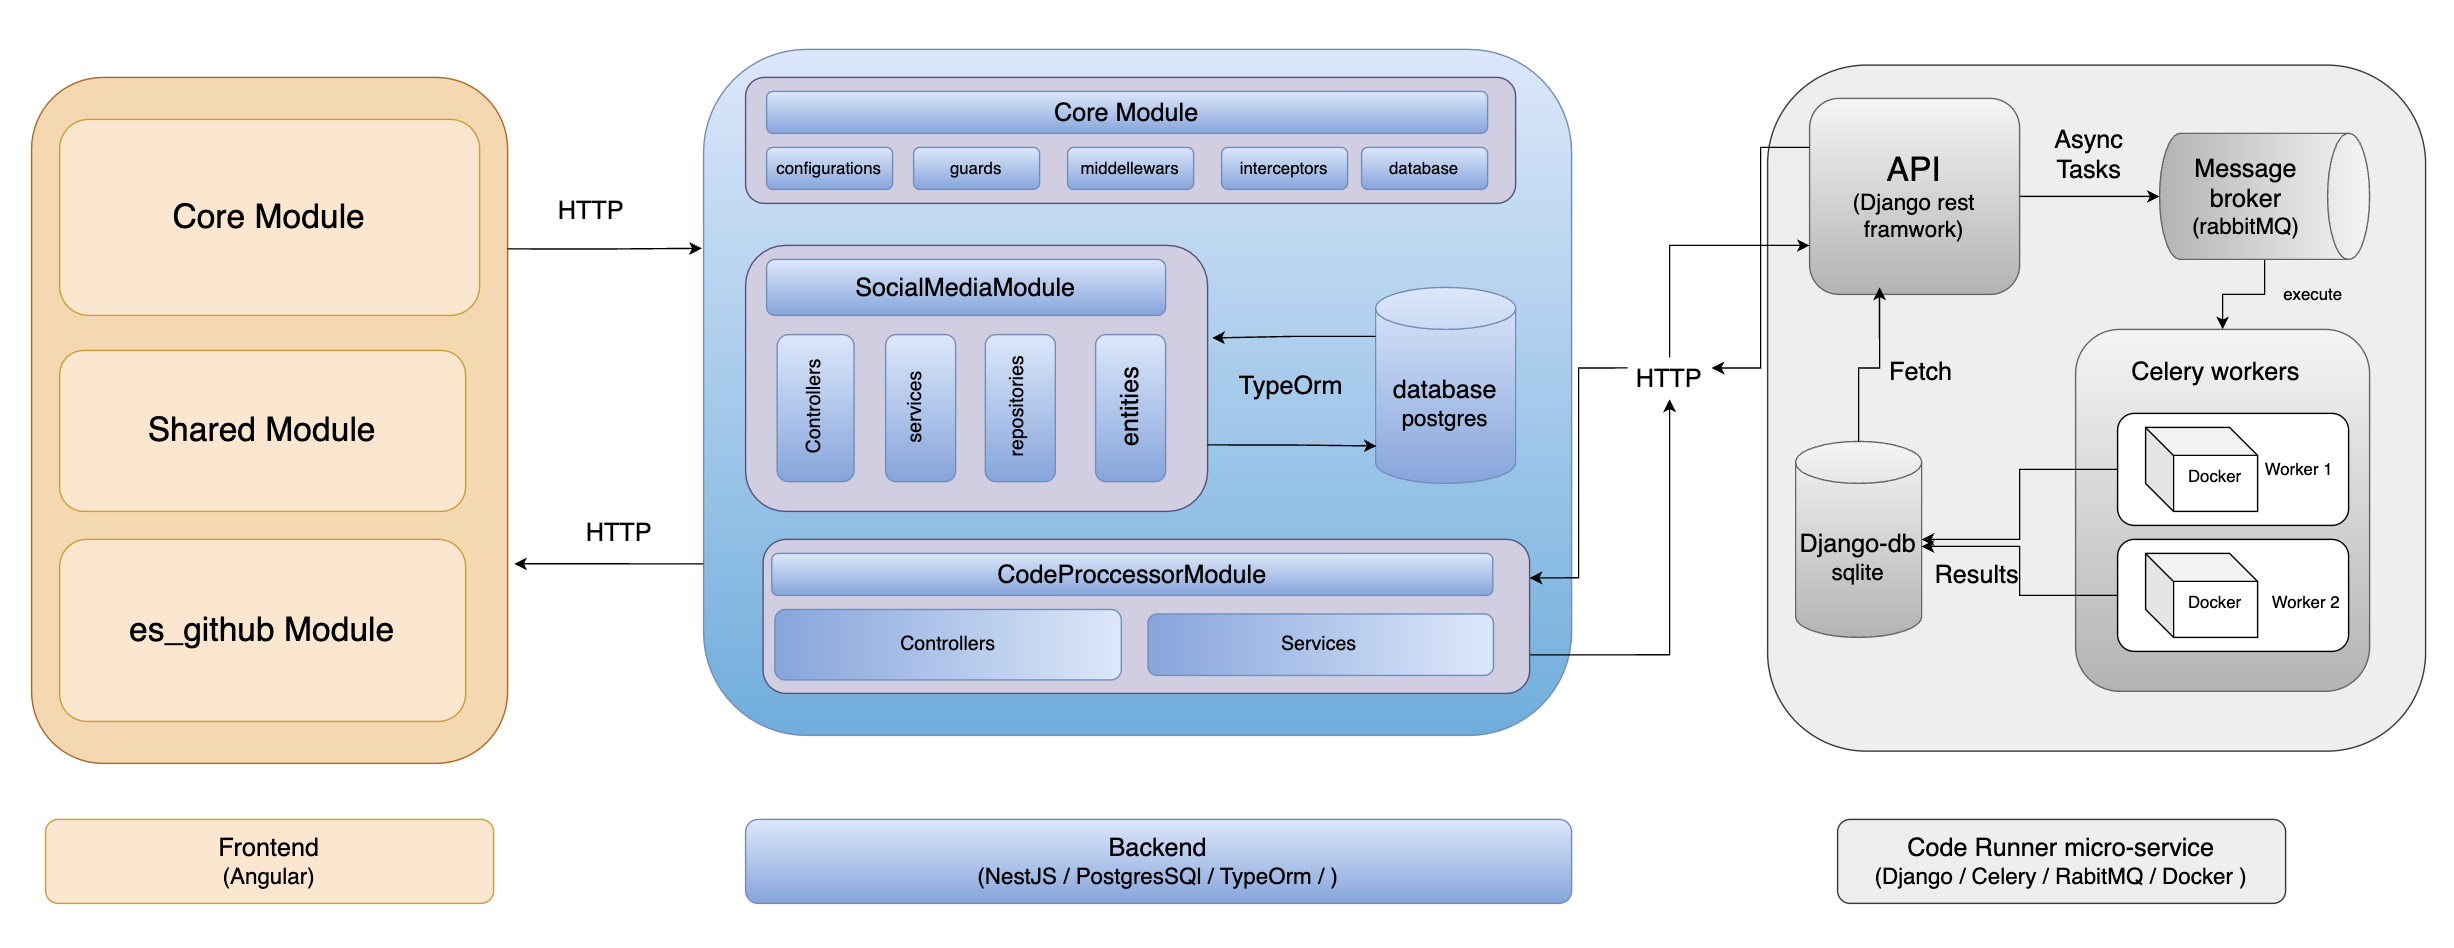 Core Module
Shared Module
es_github Module
Frontend
(Angular)
HTTP
HTTP
Core Module
configurations
guards
middellewars
interceptors
database
SocialMediaModule
Controllers
services
repositories
entities
TypeOrm
database
postgres
CodeProccessorModule
Controllers
Services
Backend
(NestJS / PostgresSQl / TypeOrm / )
HTTP
API
(Django rest
framwork)
Async
Tasks
Message
broker
(rabbitMQ)
execute
Fetch
Celery workers
Docker
Worker 1
Docker
Worker 2
Django-db
sqlite
Results
Code Runner micro-service
(Django / Celery / RabitMQ / Docker )